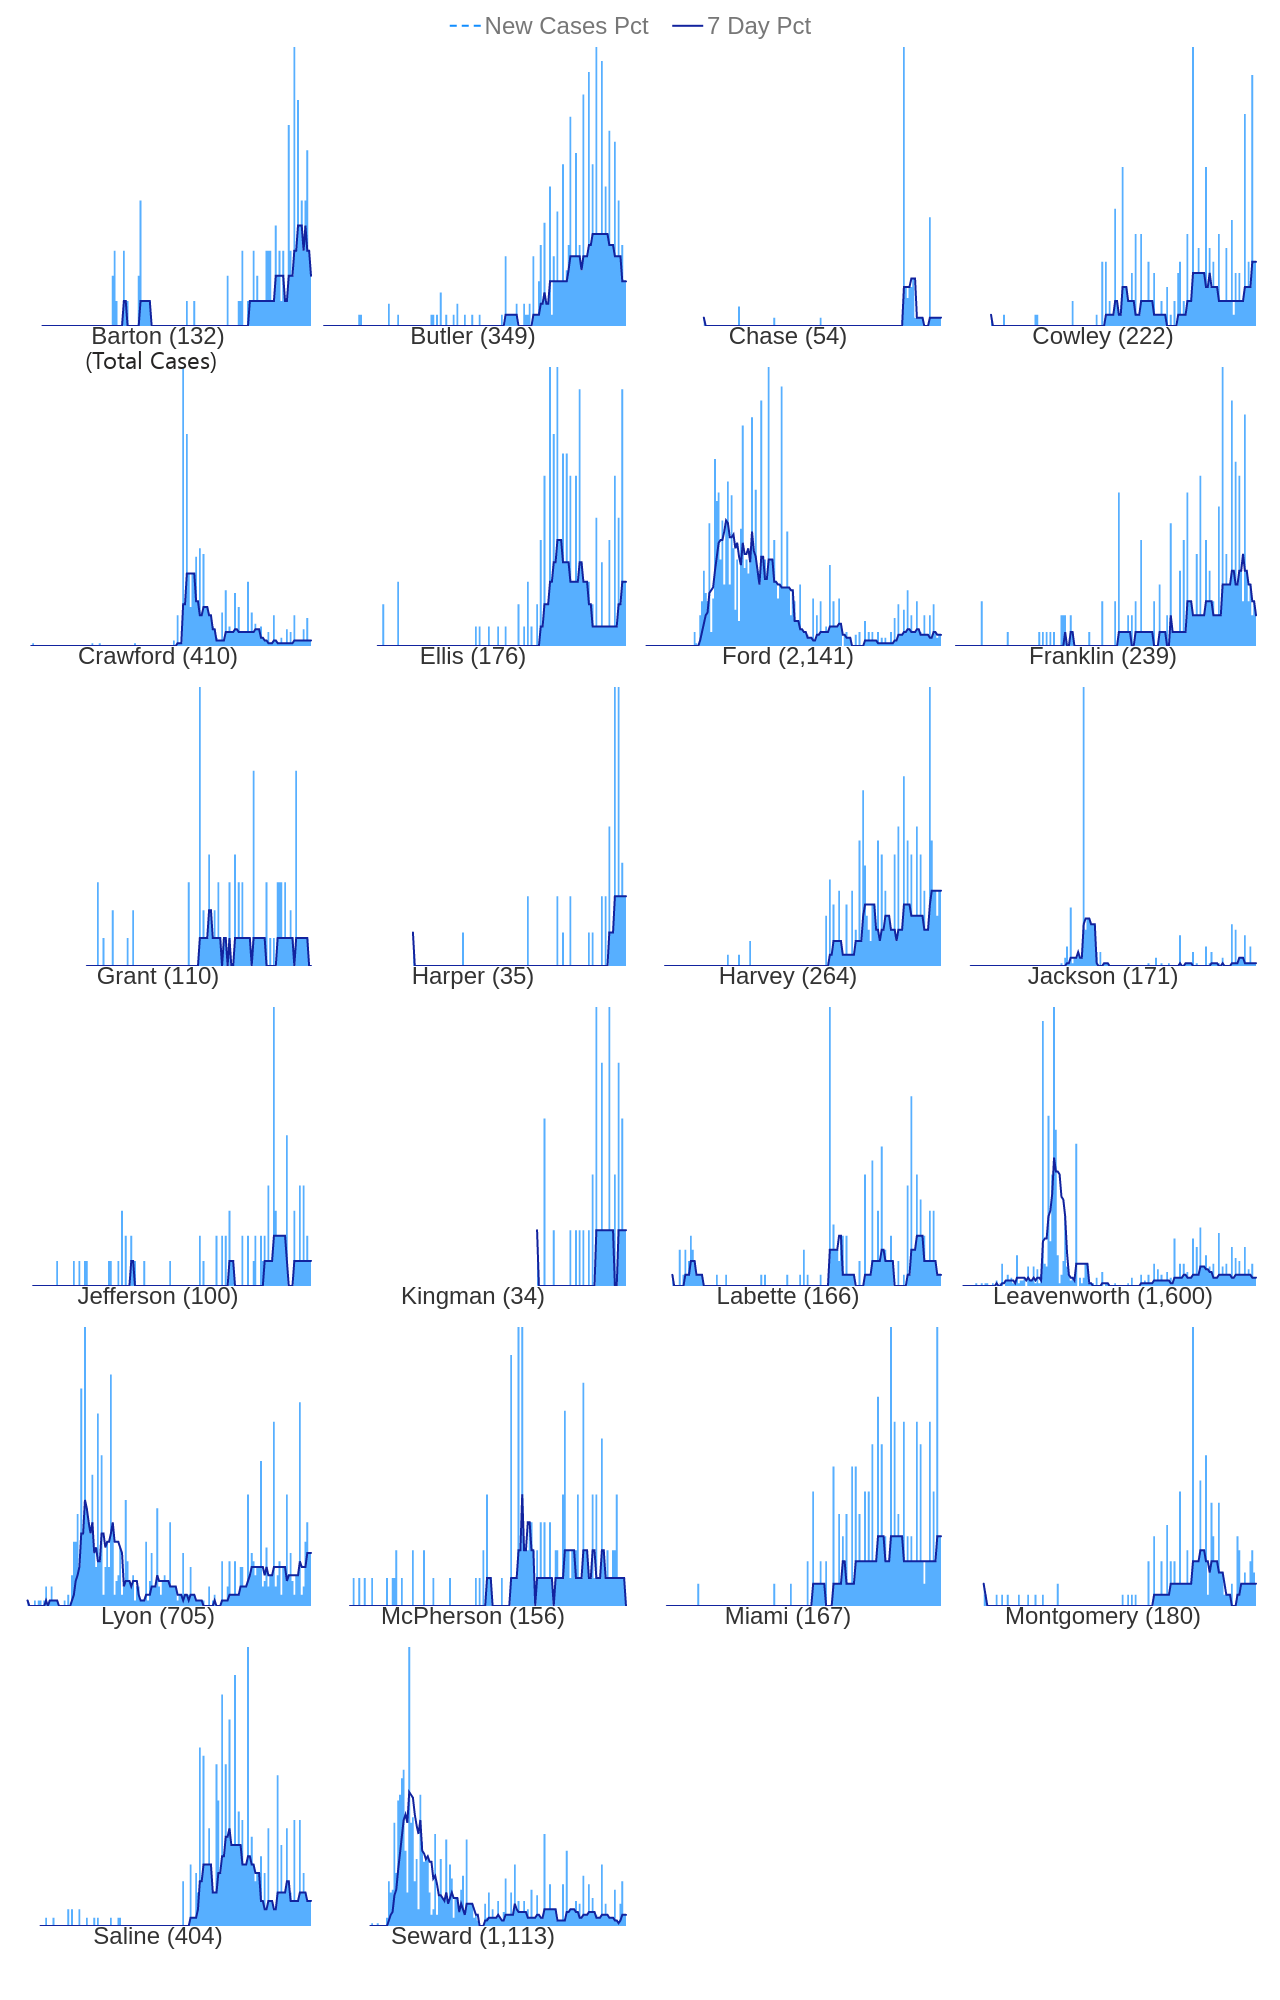 New Cases Pct 7 Day Pct
Barton (132) Butler (349) Chase (54) Cowley (222)
(Total Cases)
Crawford (410) Ellis (176) Ford (2,141) Franklin (239)
Grant (110) Harper (35) Harvey (264) Jackson (171)
Jefferson (100) Kingman (34) Labette (166) Leavenworth (1,600)
Lyon (705) McPherson (156) Miami (167) Montgomery (180)
Saline (404) Seward (1,113)